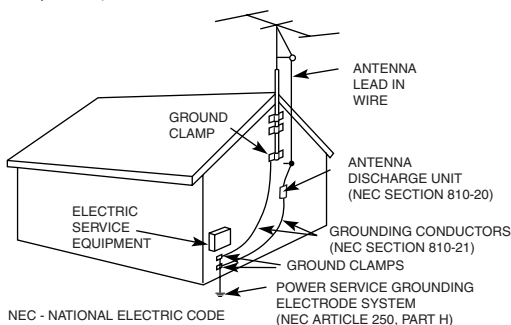 ANTENNA
LEAD IN
WIRE
GROUND
CLAMP
ANTENNA
DISCHARGE UNIT
(NEC SECTION 810-20)
ELECTRIC
SERVICE
EQUIPMENT
GROUNDING CONDUCTORS
(NEC SECTION 810-21)
GROUND CLAMPS
POWER SERVICE GROUNDING
ELECTRODE SYSTEM
(NEC ARTICLE 250, PART H)
NEC - NATIONAL ELECTRIC CODE